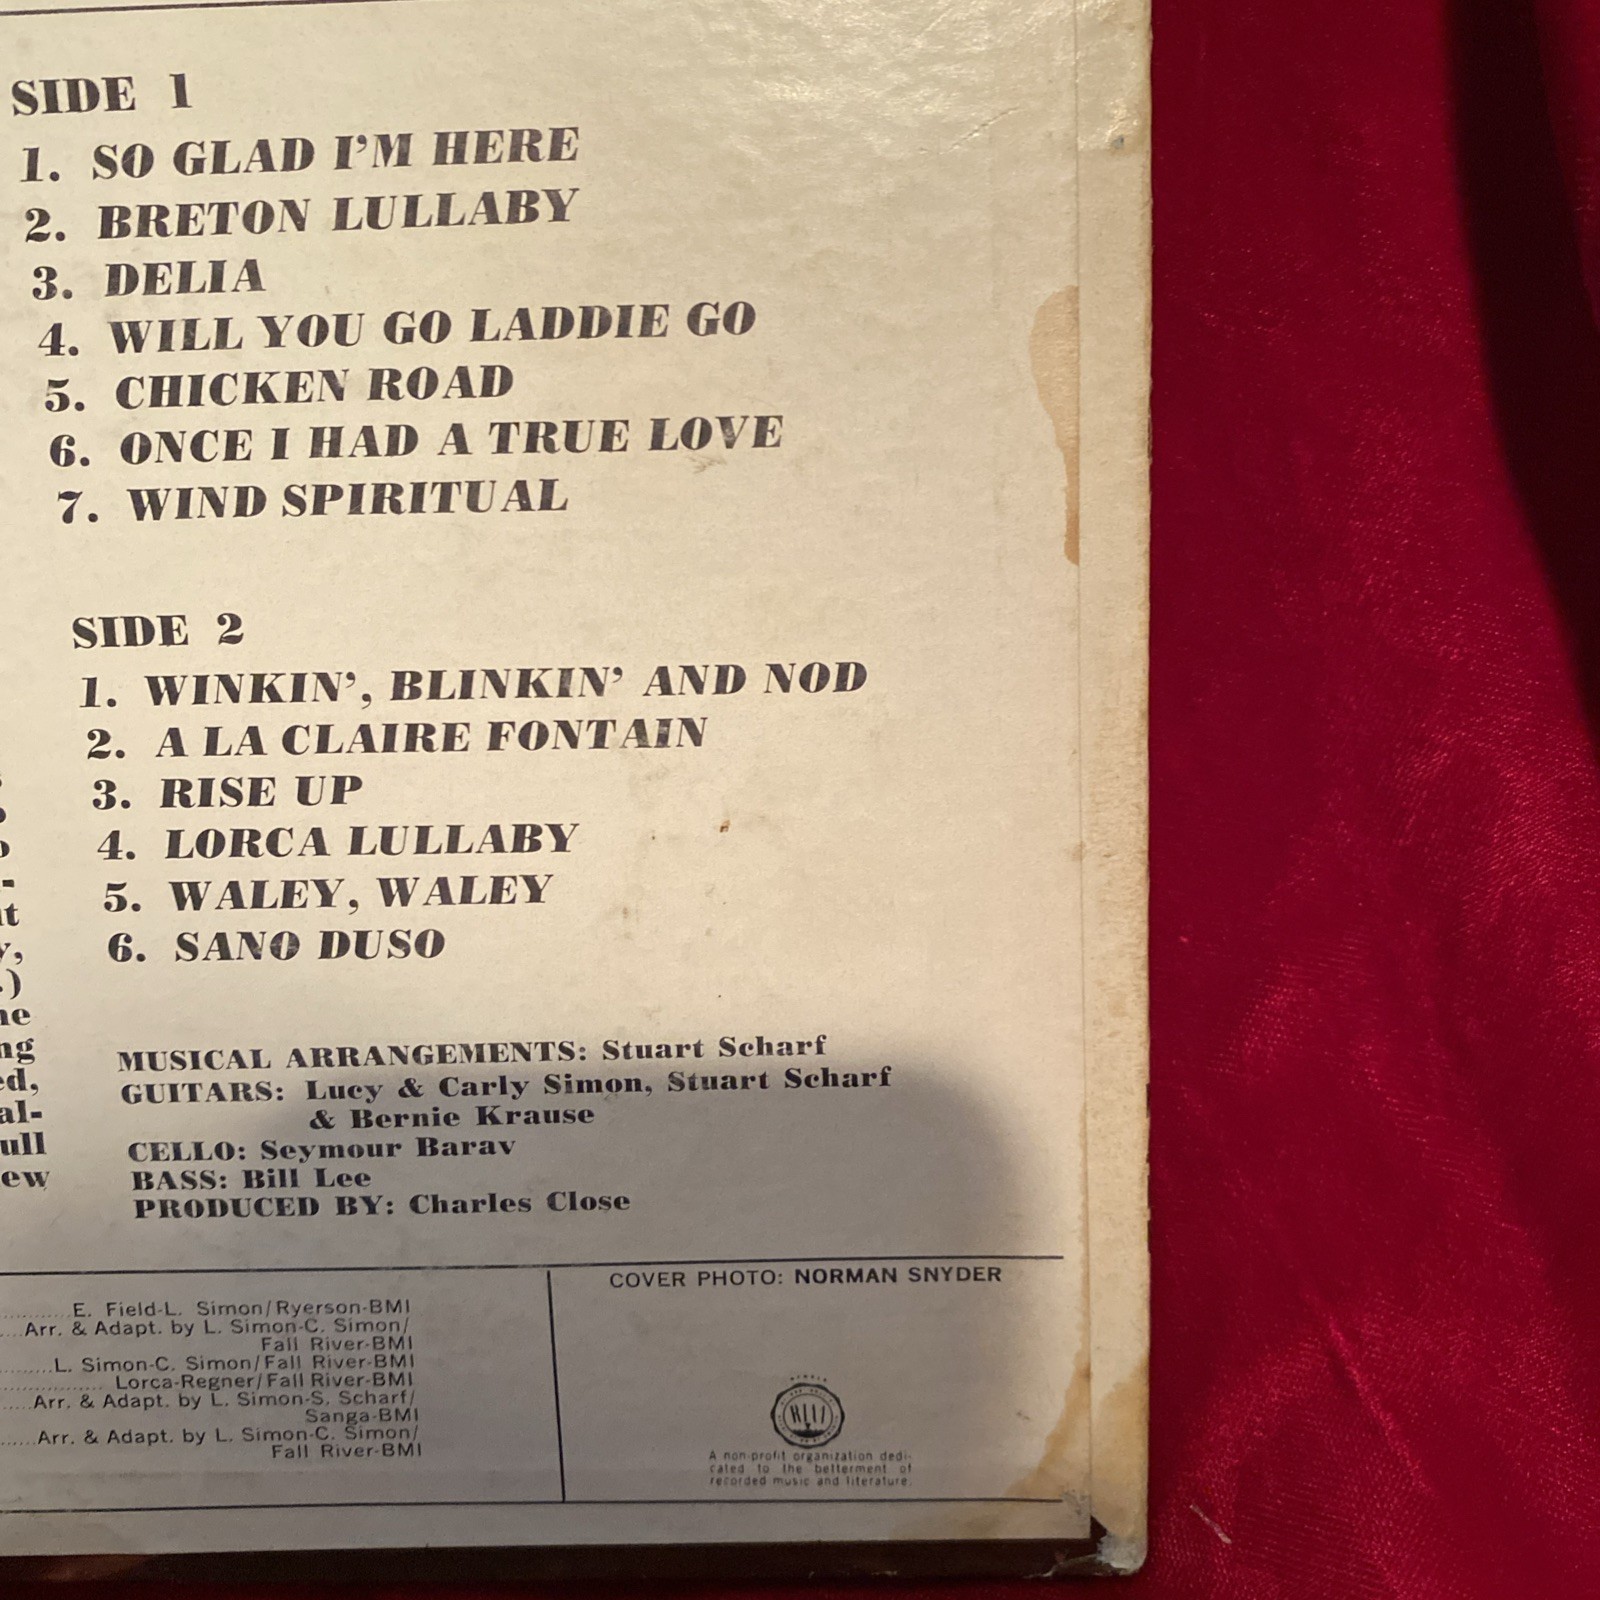 SIDE 1
1. SO GLAD I'M HERE
2. BRETON LULLABY
3. DELIA
4. WILL YOU GO LADDIE GO
5. CHICKEN ROAD
6. ONCE I HAD A TRUE LOVE
7. WIND SPIRITUAL
SIDE 2
1. WINKIN', BLINKIN' AND NOD
2. A LA CLAIRE FONTAIN
3. RISE UP
4. LORCA LULLABY
5. WALEY, WALEY
6. SANO DUSO
MUSICAL ARRANGEMENTS: Stuart Scharf
GUITARS: Lucy & Carly Simon, Stuart Scharf
& Bernie Krause
CELLO: Seymour Barav
BASS: Bill Lee
PRODUCED BY: Charles Close
E. Field-L. Simon/Ryerson-BMI
Arr. & Adapt. by L. Simon-C. Simon/
Fall River-BMI
L. Simon-C. Simon/Fall River-BMI
Lorca-Regner/Fall River-BMI
Arr. & Adapt. by L. Simon-S. Scharf/
Sanga-BMI
Arr. & Adapt. by L. Simon-C. Simon/
Fall River-BMI
COVER PHOTO: NORMAN SNYDER
A non-profit organization dedi-
cated to the betterment of
recorded music and literature.